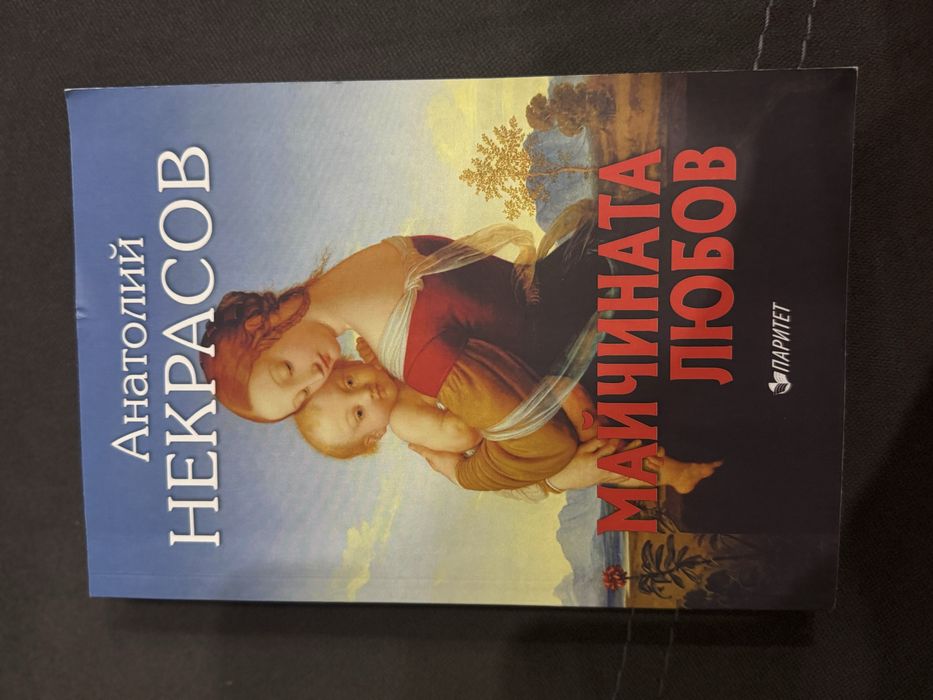 Анатолий
НЕКРАСОВ
МАЙЧИНАТА
ЛЮБОВ
ПАРИТЕТ